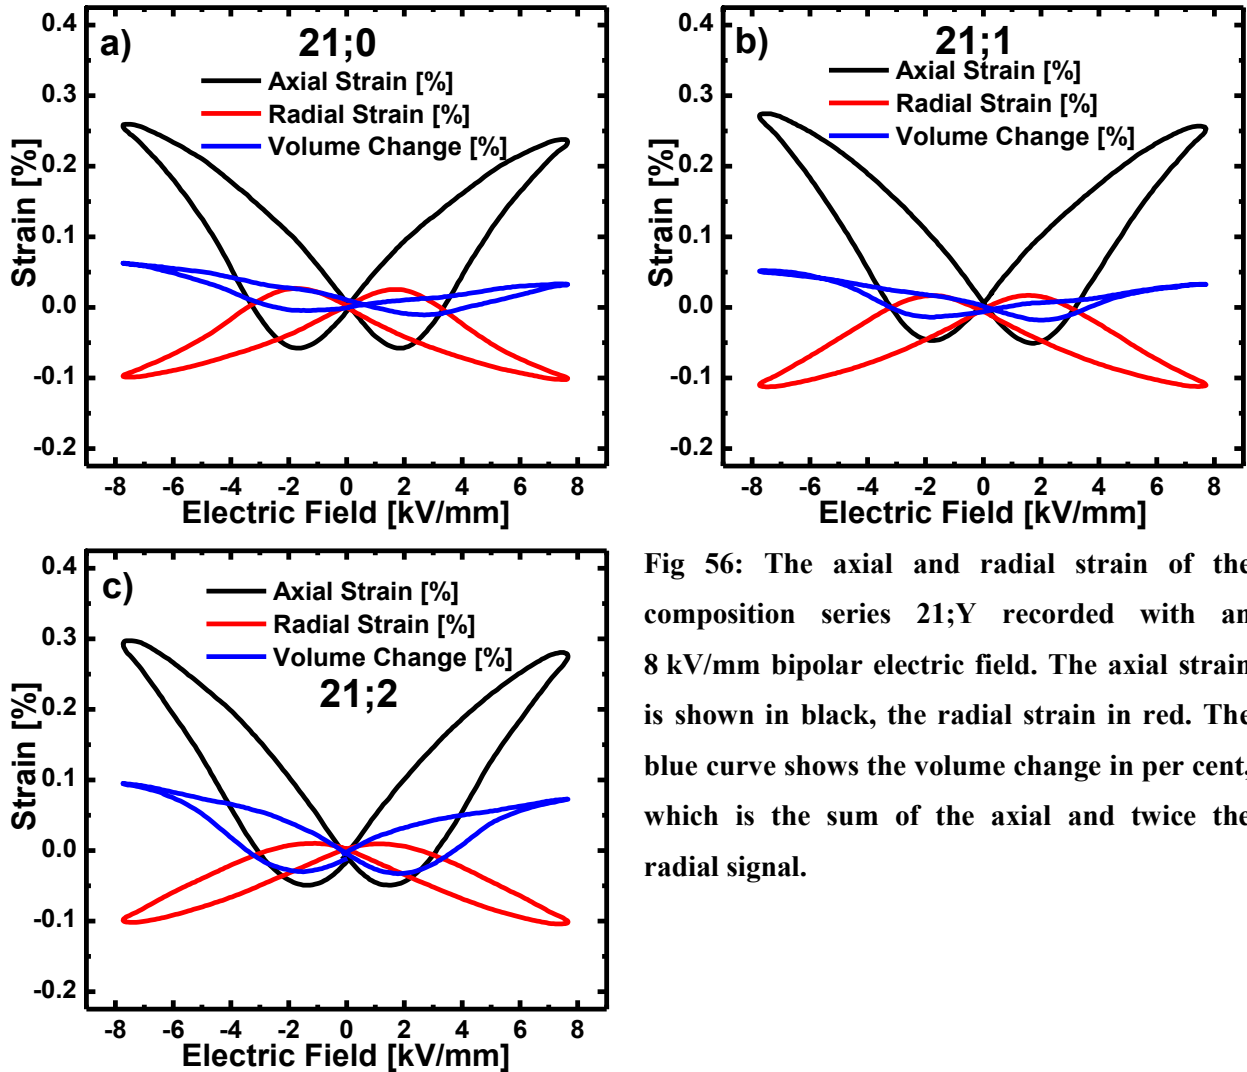 a)
21;0
Axial Strain [%]
Radial Strain [%]
Volume Change [%]
0.4
0.3
0.2
0.1
0.0
-0.1
-0.2
Strain [%]
-8 -6 -4 -2 0 2 4 6 8
Electric Field [kV/mm]
b)
21;1
Axial Strain [%]
Radial Strain [%]
Volume Change [%]
0.4
0.3
0.2
0.1
0.0
-0.1
-0.2
Strain [%]
-8 -6 -4 -2 0 2 4 6 8
Electric Field [kV/mm]
c)
Axial Strain [%]
Radial Strain [%]
Volume Change [%]
21;2
0.4
0.3
0.2
0.1
0.0
-0.1
-0.2
Strain [%]
-8 -6 -4 -2 0 2 4 6 8
Electric Field [kV/mm]
Fig 56: The axial and radial strain of the
composition series 21;Y recorded with an
8 kV/mm bipolar electric field. The axial strain
is shown in black, the radial strain in red. The
blue curve shows the volume change in per cent,
which is the sum of the axial and twice the
radial signal.